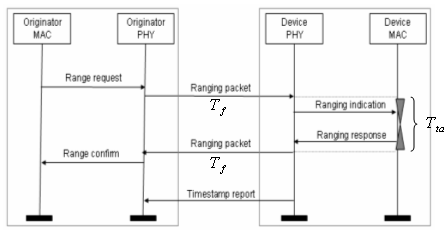 Originator MAC
Originator PHY
Device PHY
Device MAC
Range request
Ranging packet
T_f
Ranging indication
Ranging response
T_ta
Ranging packet
T_f
Range confirm
Timestamp report